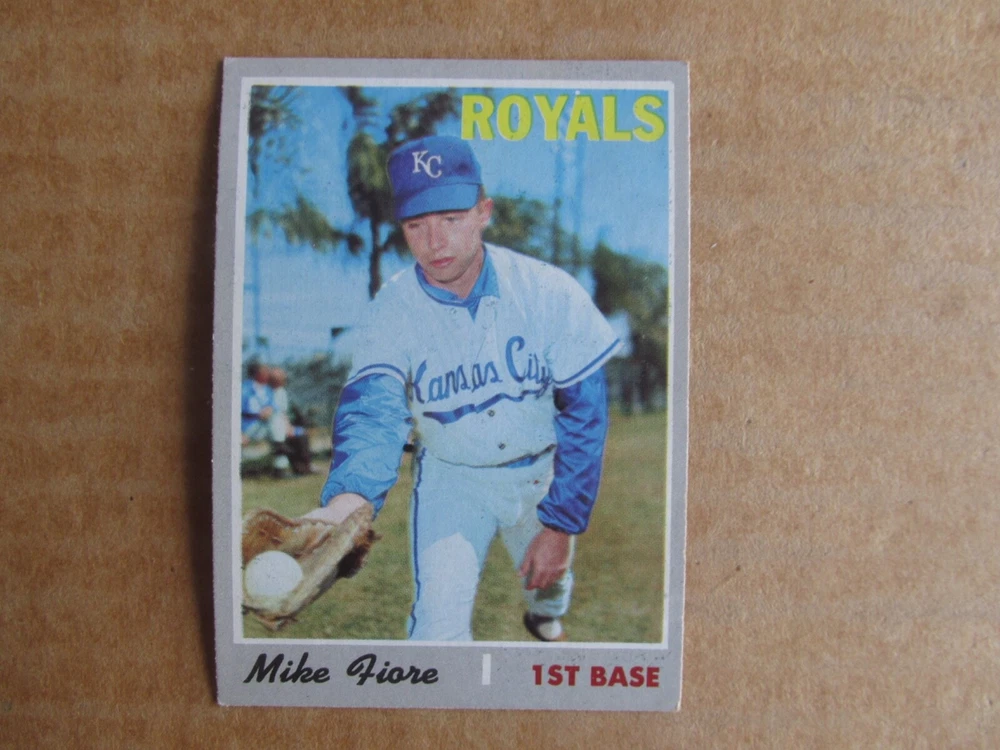 ROYALS
KC
Kansas City
Mike Fiore | 1ST BASE